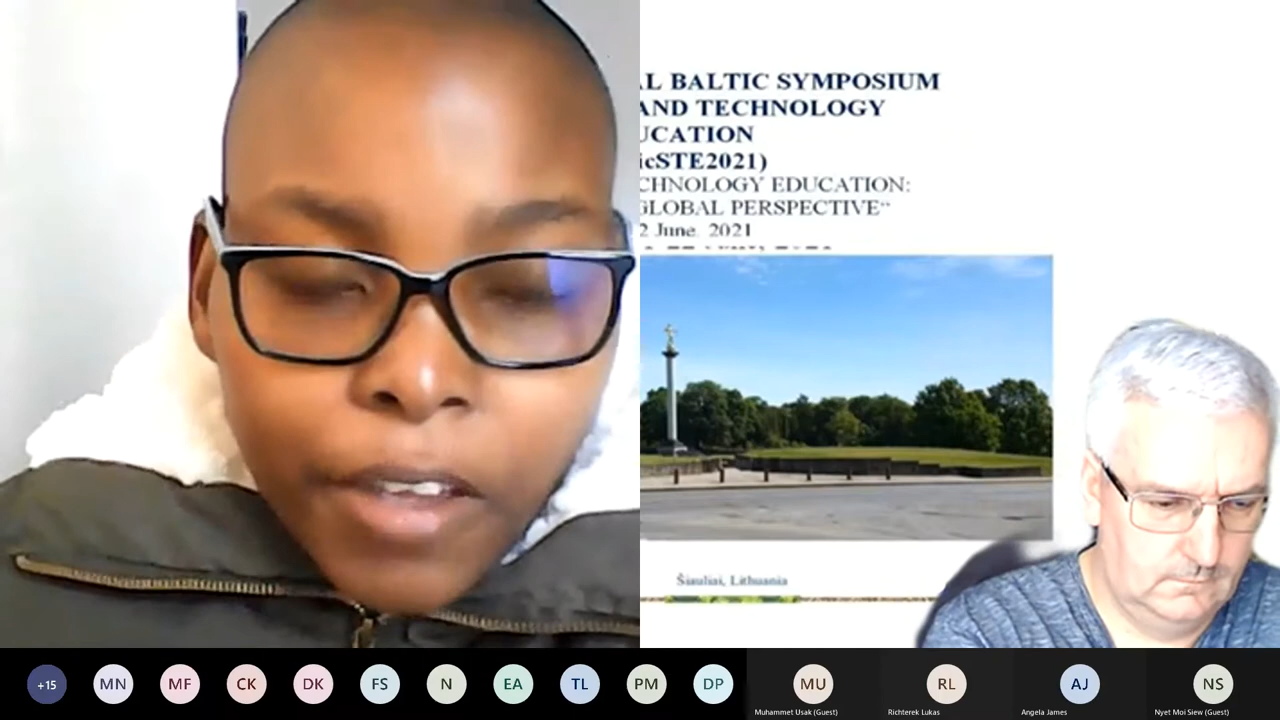 AL BALTIC SYMPOSIUM
AND TECHNOLOGY
UCATION
icSTE2021)
CHNOLOGY EDUCATION:
GLOBAL PERSPECTIVE“
2 June, 2021
Šiauliai, Lithuania
+15
MN
MF
CK
DK
FS
N
EA
TL
PM
DP
MU
RL
AJ
NS
Muhammet Usak (Guest)
Richterek Lukas
Angela James
Nyet Moi Siew (Guest)